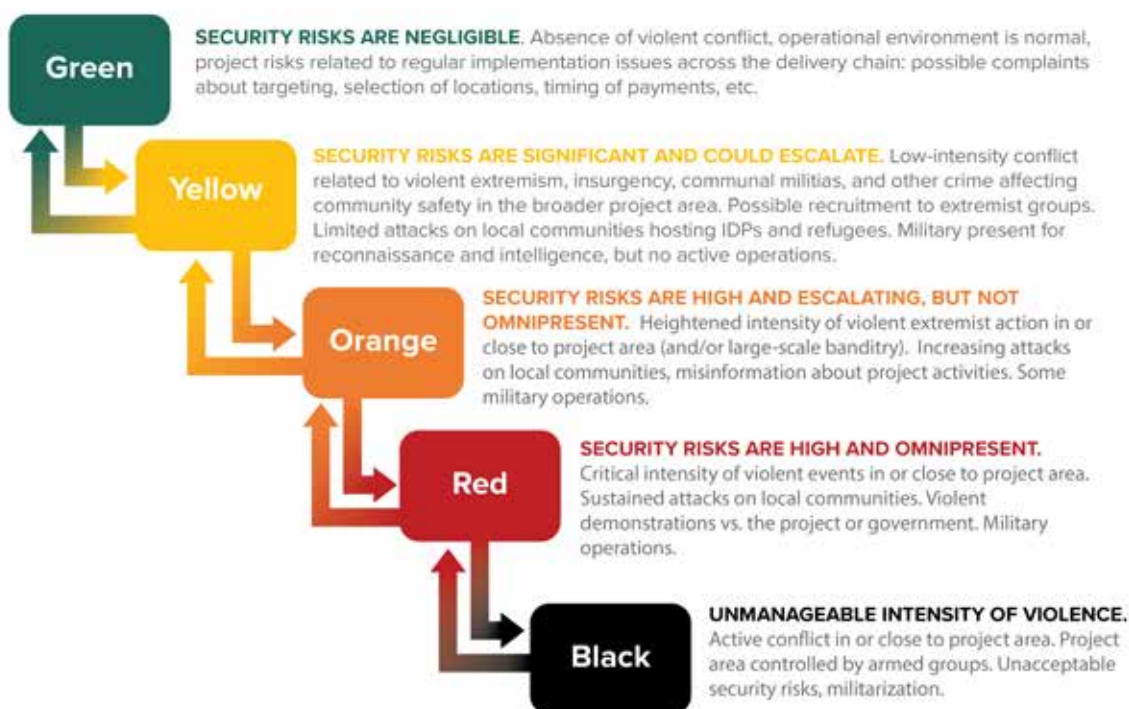 Green
SECURITY RISKS ARE NEGLIGIBLE. Absence of violent conflict, operational environment is normal,
project risks related to regular implementation issues across the delivery chain: possible complaints
about targeting, selection of locations, timing of payments, etc.
Yellow
SECURITY RISKS ARE SIGNIFICANT AND COULD ESCALATE. Low-intensity conflict
related to violent extremism, insurgency, communal militias, and other crime affecting
community safety in the broader project area. Possible recruitment to extremist groups.
Limited attacks on local communities hosting IDPs and refugees. Military present for
reconnaissance and intelligence, but no active operations.
Orange
SECURITY RISKS ARE HIGH AND ESCALATING, BUT NOT
OMNIPRESENT. Heightened intensity of violent extremist action in or
close to project area (and/or large-scale banditry). Increasing attacks
on local communities, misinformation about project activities. Some
military operations.
Red
SECURITY RISKS ARE HIGH AND OMNIPRESENT.
Critical intensity of violent events in or close to project area.
Sustained attacks on local communities. Violent
demonstrations vs. the project or government. Military
operations.
Black
UNMANAGEABLE INTENSITY OF VIOLENCE.
Active conflict in or close to project area. Project
area controlled by armed groups. Unacceptable
security risks, militarization.